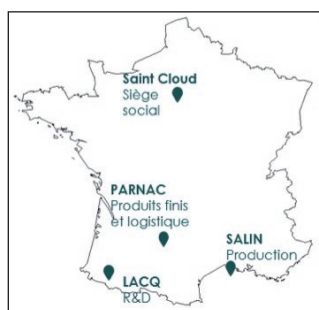 Saint Cloud
Siège
social
PARNAC
Produits finis
et logistique
SALIN
Production
LACQ
R&D